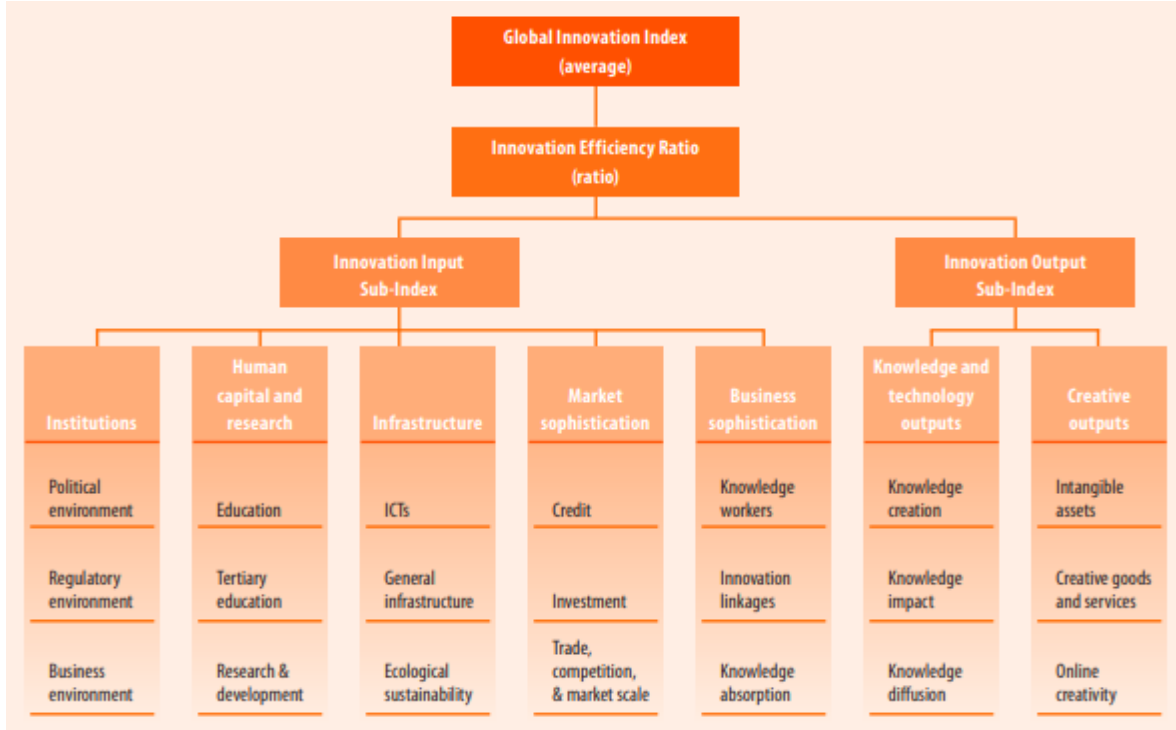 Global Innovation Index
(average)
Innovation Efficiency Ratio
(ratio)
Innovation Input
Sub-Index
Innovation Output
Sub-Index
Institutions
Human
capital and
research
Infrastructure
Market
sophistication
Business
sophistication
Knowledge and
technology
outputs
Creative
outputs
Political
environment
Education
ICTs
Credit
Knowledge
workers
Knowledge
creation
Intangible
assets
Regulatory
environment
Tertiary
education
General
infrastructure
Investment
Innovation
linkages
Knowledge
impact
Creative goods
and services
Business
environment
Research &
development
Ecological
sustainability
Trade,
competition,
& market scale
Knowledge
absorption
Knowledge
diffusion
Online
creativity